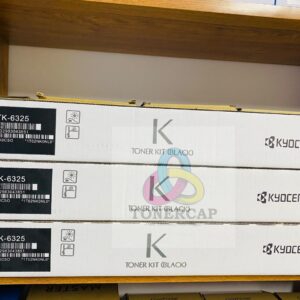 TK-6325
K
TONER KIT (BLACK)
KYOCERA
TK-6325
K
TONER KIT (BLACK)
KYOCERA
TONERCAP
TK-6325
K
TONER KIT (BLACK)
KYOCERA